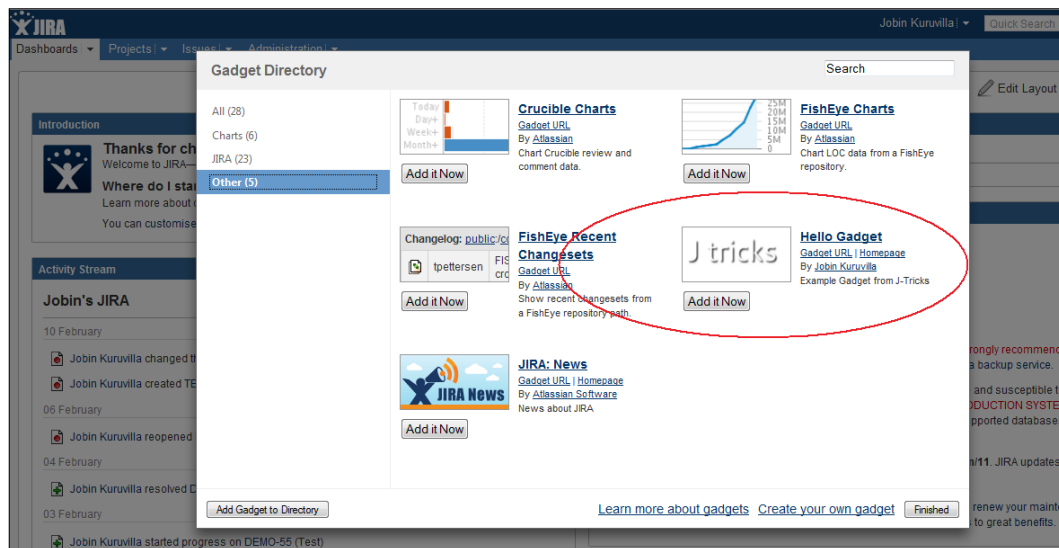 JIRA
Jobin Kuruvilla
Quick Search
Dashboards
Projects
Issues
Administration
Gadget Directory
Search
Edit Layout
All (28)
Charts (6)
JIRA (23)
Other (5)
Today
Day+
Week+
Month+
Add it Now
Crucible Charts
Gadget URL
By Atlassian
Chart Crucible review and
comment data.
25M
20M
15M
10M
5M
0
Add it Now
FishEye Charts
Gadget URL
By Atlassian
Chart LOC data from a FishEye
repository.
Changelog: public:/
tpettersen
Add it Now
FishEye Recent
Changesets
Gadget URL
By Atlassian
Show recent changesets from
a FishEye repository path.
J tricks
Add it Now
Hello Gadget
Gadget URL | Homepage
By Jobin Kuruvilla
Example Gadget from J-Tricks
JIRA News
Add it Now
JIRA: News
Gadget URL | Homepage
By Atlassian Software
News about JIRA
Add Gadget to Directory
Learn more about gadgets
Create your own gadget
Finished
Introduction
Thanks for ch
Welcome to JIRA—
Where do I sta
Learn more about
You can customise
Activity Stream
Jobin's JIRA
10 February
Jobin Kuruvilla changed th
Jobin Kuruvilla created TE
06 February
Jobin Kuruvilla reopened
04 February
Jobin Kuruvilla resolved D
03 February
Jobin Kuruvilla started progress on DEMO-55 (Test)
rongly recommend
a backup service.
and susceptible t
DUCTION SYSTE
pported database
n/11. JIRA updates
renew your mainte
to great benefits.